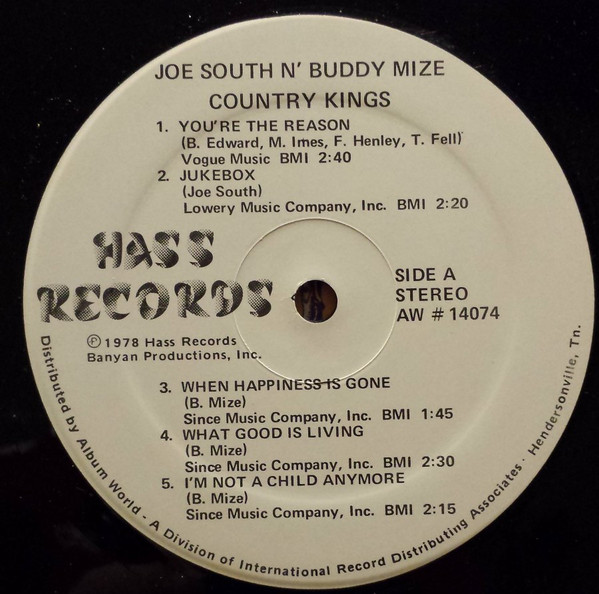 JOE SOUTH N' BUDDY MIZE
COUNTRY KINGS
1. YOU'RE THE REASON
(B. Edward, M. Imes, F. Henley, T. Fell)
Vogue Music BMI 2:40
2. JUKEBOX
(Joe South)
Lowery Music Company, Inc. BMI 2:20
HASS
RECORDS
SIDE A
STEREO
AW # 14074
℗ 1978 Hass Records
Banyan Productions, Inc.
3. WHEN HAPPINESS IS GONE
(B. Mize)
Since Music Company, Inc. BMI 1:45
4. WHAT GOOD IS LIVING
(B. Mize)
Since Music Company, Inc. BMI 2:30
5. I'M NOT A CHILD ANYMORE
(B. Mize)
Since Music Company, Inc. BMI 2:15
Distributed by Album World - A Division of International Record Distributing Associates · Hendersonville, Tn.